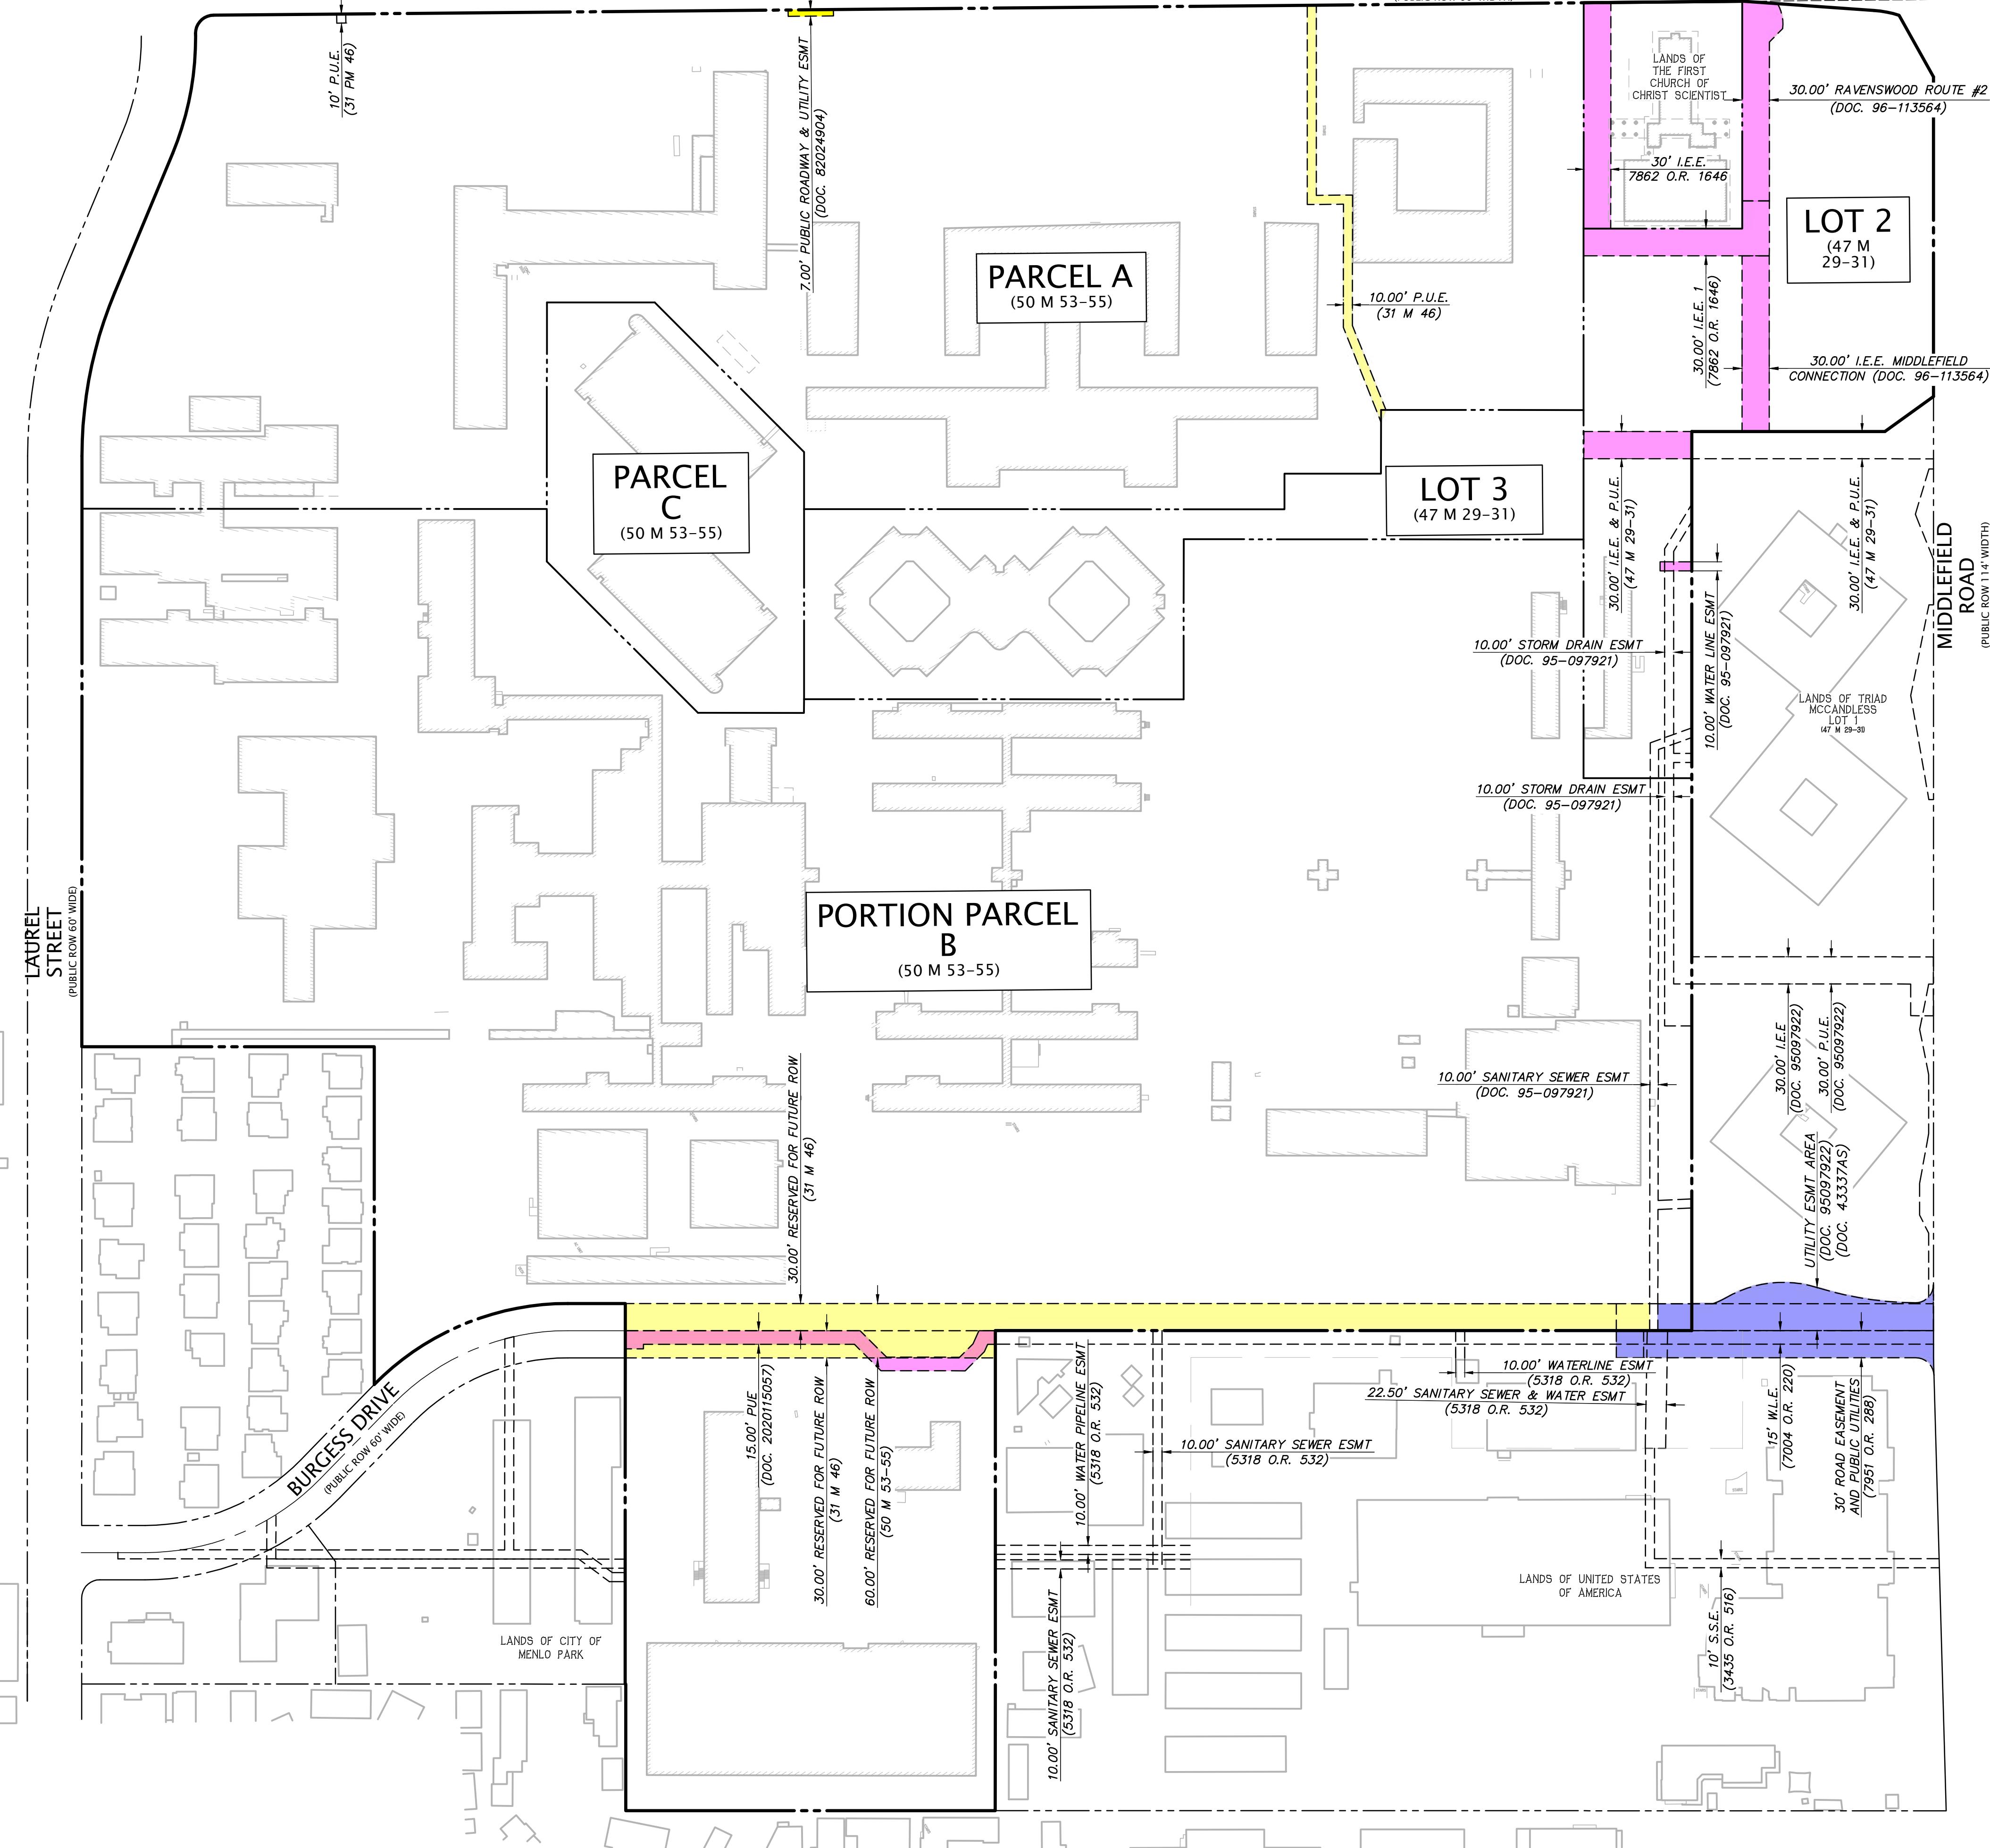 10' P.U.E.
(31 PM 46)
7.00' PUBLIC ROADWAY & UTILITY ESMT
(DOC. 82024904)
LANDS OF
THE FIRST
CHURCH OF
CHRIST SCIENTIST
30.00' RAVENSWOOD ROUTE #2
(DOC. 96-113564)
30' I.E.E.
7862 O.R. 1646
LOT 2
(47 M
29-31)
PARCEL A
(50 M 53-55)
10.00' P.U.E.
(31 M 46)
30.00' I.E.E. 1
(7862 O.R. 1646)
30.00' I.E.E. MIDDLEFIELD
CONNECTION (DOC. 96-113564)
PARCEL
C
(50 M 53-55)
LOT 3
(47 M 29-31)
30.00' I.E.E & P.U.E.
(47 M 29-31)
30.00' I.E.E. & P.U.E.
(47 M 29-31)
MIDDLEFIELD
ROAD
(PUBLIC ROW 114' WIDTH)
10.00' STORM DRAIN ESMT
(DOC. 95-097921)
10.00' WATER LINE ESMT
(DOC. 95-097921)
LANDS OF TRIAD
MCCANDLESS
LOT 1
(47 M 29-31)
10.00' STORM DRAIN ESMT
(DOC. 95-097921)
LAUREL
STREET
(PUBLIC ROW 60' WIDE)
PORTION PARCEL
B
(50 M 53-55)
30.00' I.E.E
(DOC. 95097922)
30.00' P.U.E.
(DOC. 95097922)
10.00' SANITARY SEWER ESMT
(DOC. 95-097921)
30.00' RESERVED FOR FUTURE ROW
(31 M 46)
UTILITY ESMT AREA
(DOC. 95097922)
(DOC. 43337AS)
BURGESS DRIVE
(PUBLIC ROW 60' WIDE)
15.00' PUE
(DOC. 2020115057)
30.00' RESERVED FOR FUTURE ROW
(31 M 46)
60.00' RESERVED FOR FUTURE ROW
(50 M 53-55)
10.00' WATER PIPELINE ESMT
(5318 O.R. 532)
10.00' WATERLINE ESMT
(5318 O.R. 532)
22.50' SANITARY SEWER & WATER ESMT
(5318 O.R. 532)
10.00' SANITARY SEWER ESMT
(5318 O.R. 532)
15' W.L.E.
(7004 O.R. 220)
30' ROAD EASEMENT
AND PUBLIC UTILITIES
(7951 O.R. 288)
10.00' SANITARY SEWER ESMT
(5318 O.R. 532)
LANDS OF UNITED STATES
OF AMERICA
10' S.S.E.
(3435 O.R. 516)
LANDS OF CITY OF
MENLO PARK